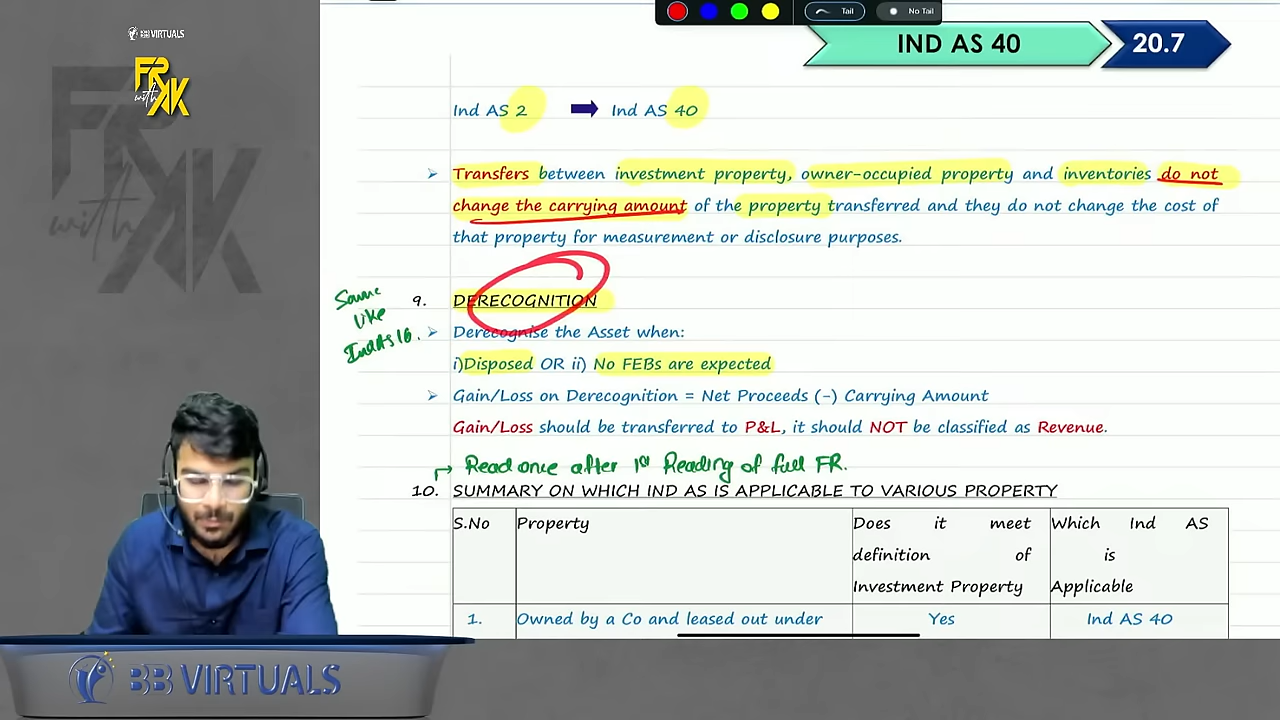 BB VIRTUALS
FR with AK
FR with AK
Tail
No Tail
IND AS 40
20.7
Ind AS 2 Ind AS 40
Transfers between investment property, owner-occupied property and inventories do not
change the carrying amount of the property transferred and they do not change the cost of
that property for measurement or disclosure purposes.
Same
like
Ind AS 16.
9. DERECOGNITION
Derecognise the Asset when:
i)Disposed OR ii) No FEBs are expected
Gain/Loss on Derecognition = Net Proceeds (-) Carrying Amount
Gain/Loss should be transferred to P&L, it should NOT be classified as Revenue.
Read once after 1st Reading of full FR.
10. SUMMARY ON WHICH IND AS IS APPLICABLE TO VARIOUS PROPERTY
S.No Property Does it meet Which Ind AS
definition of is
Investment Property Applicable
1. Owned by a Co and leased out under Yes Ind AS 40
BB VIRTUALS